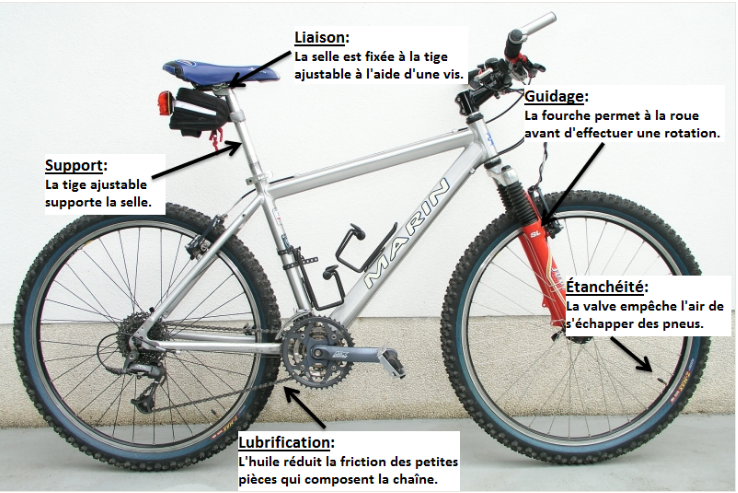 Liaison:
La selle est fixée à la tige
ajustable à l'aide d'une vis.
Guidage:
La fourche permet à la roue
avant d'effectuer une rotation.
Support:
La tige ajustable
supporte la selle.
MARIN
SL
Étanchéité:
La valve empêche l'air de
s'échapper des pneus.
Lubrification:
L'huile réduit la friction des petites
pièces qui composent la chaîne.